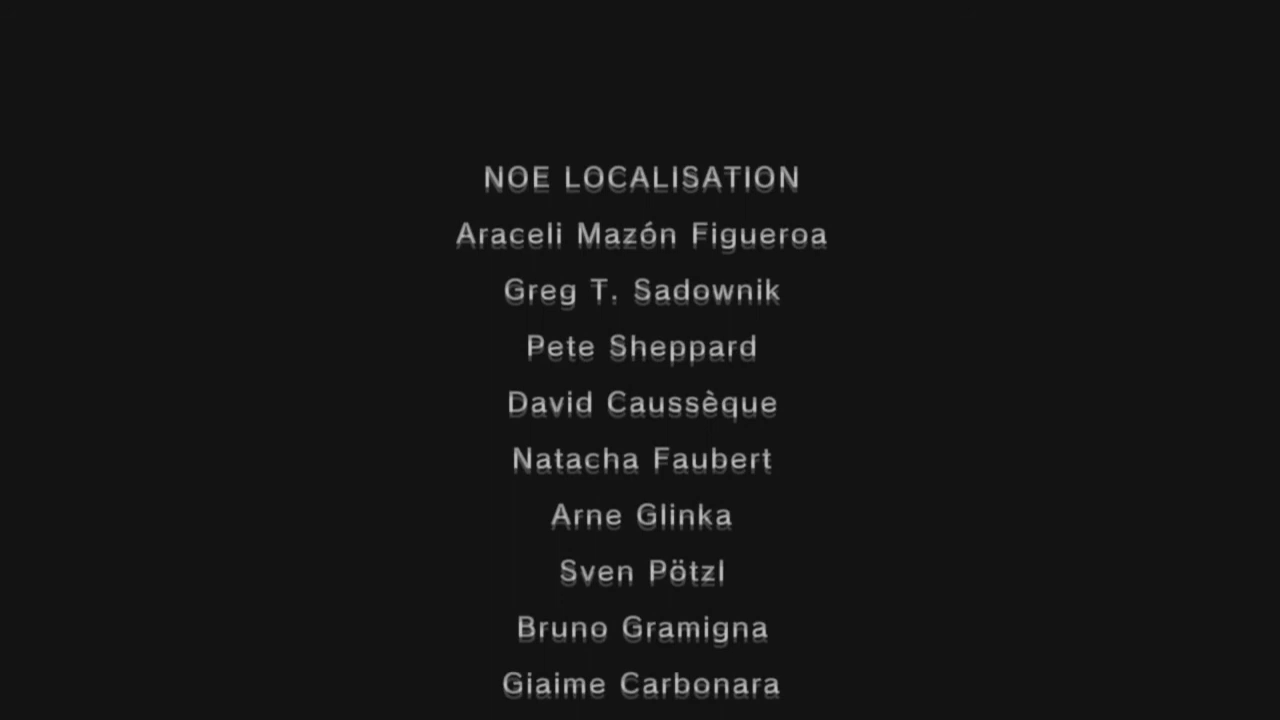 NOE LOCALISATION
Araceli Mazón Figueroa
Greg T. Sadownik
Pete Sheppard
David Caussèque
Natacha Faubert
Arne Glinka
Sven Pötzl
Bruno Gramigna
Giaime Carbonara